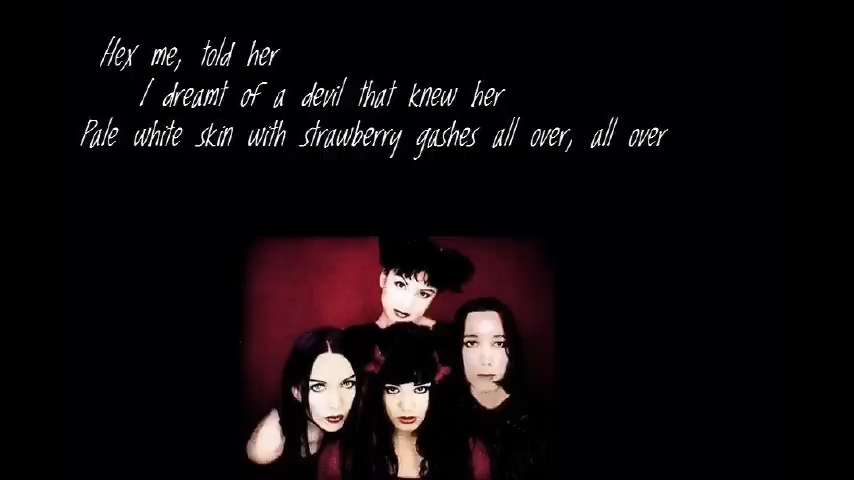 Hex me, told her
I dreamt of a devil that knew her
Pale white skin with strawberry gashes all over, all over